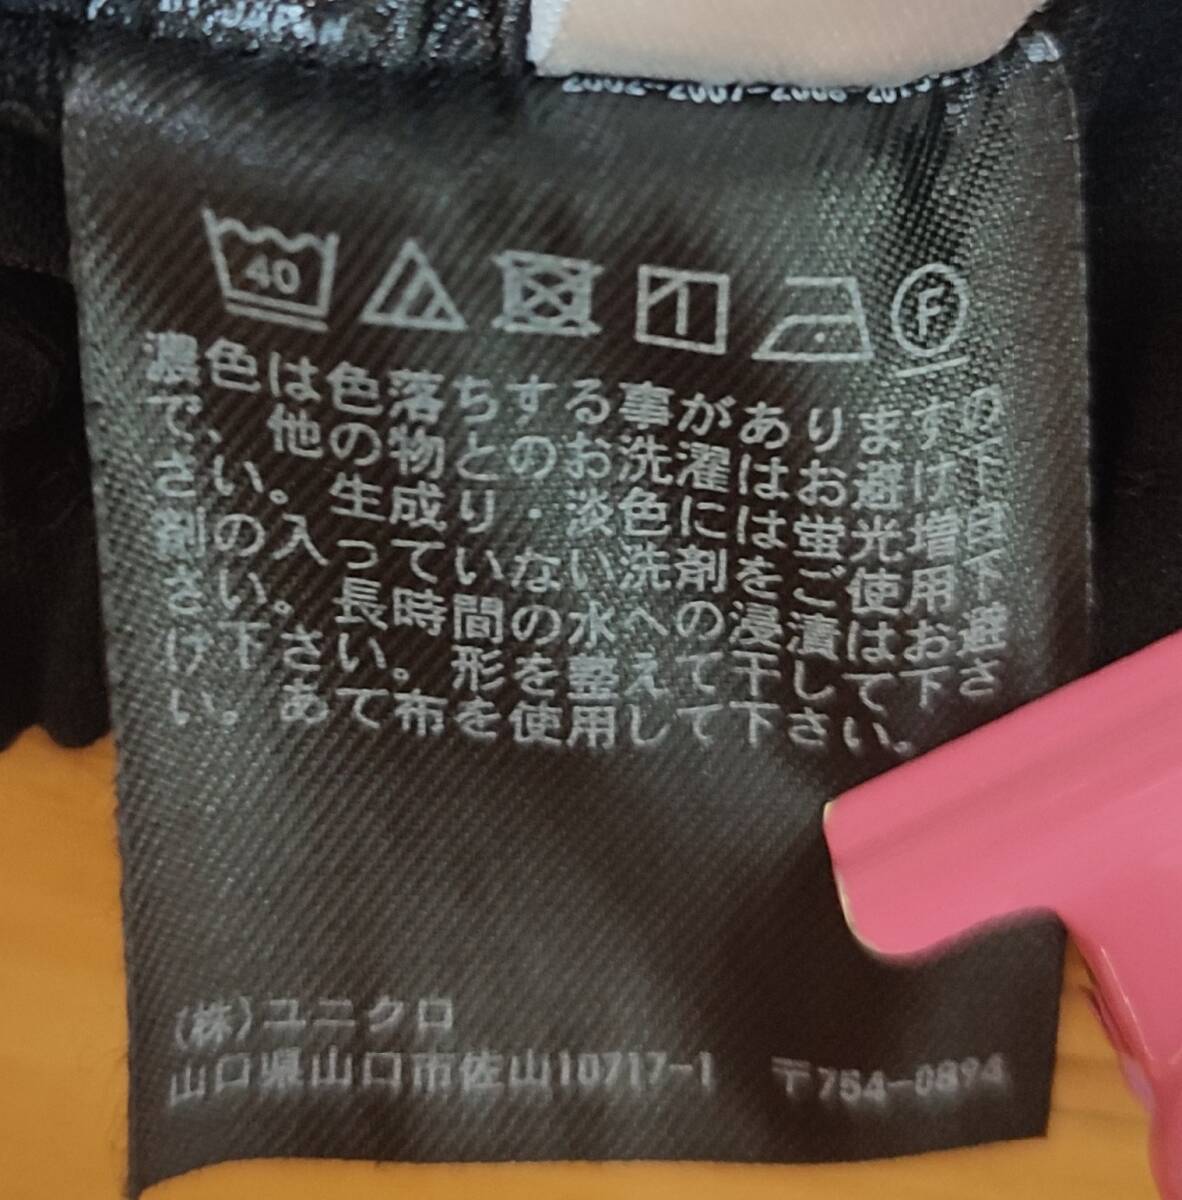 40 F
濃色は色落ちする事がありますの
で、他の物とのお洗濯はお避け下
さい。生成り・淡色には蛍光増白
剤の入っていない洗剤をご使用下
さい。長時間の水への浸漬はお避
け下さい。形を整えて干して下さ
い。あて布を使用して下さい。
(株)ユニクロ
山口県山口市佐山10717-1 〒754-0894